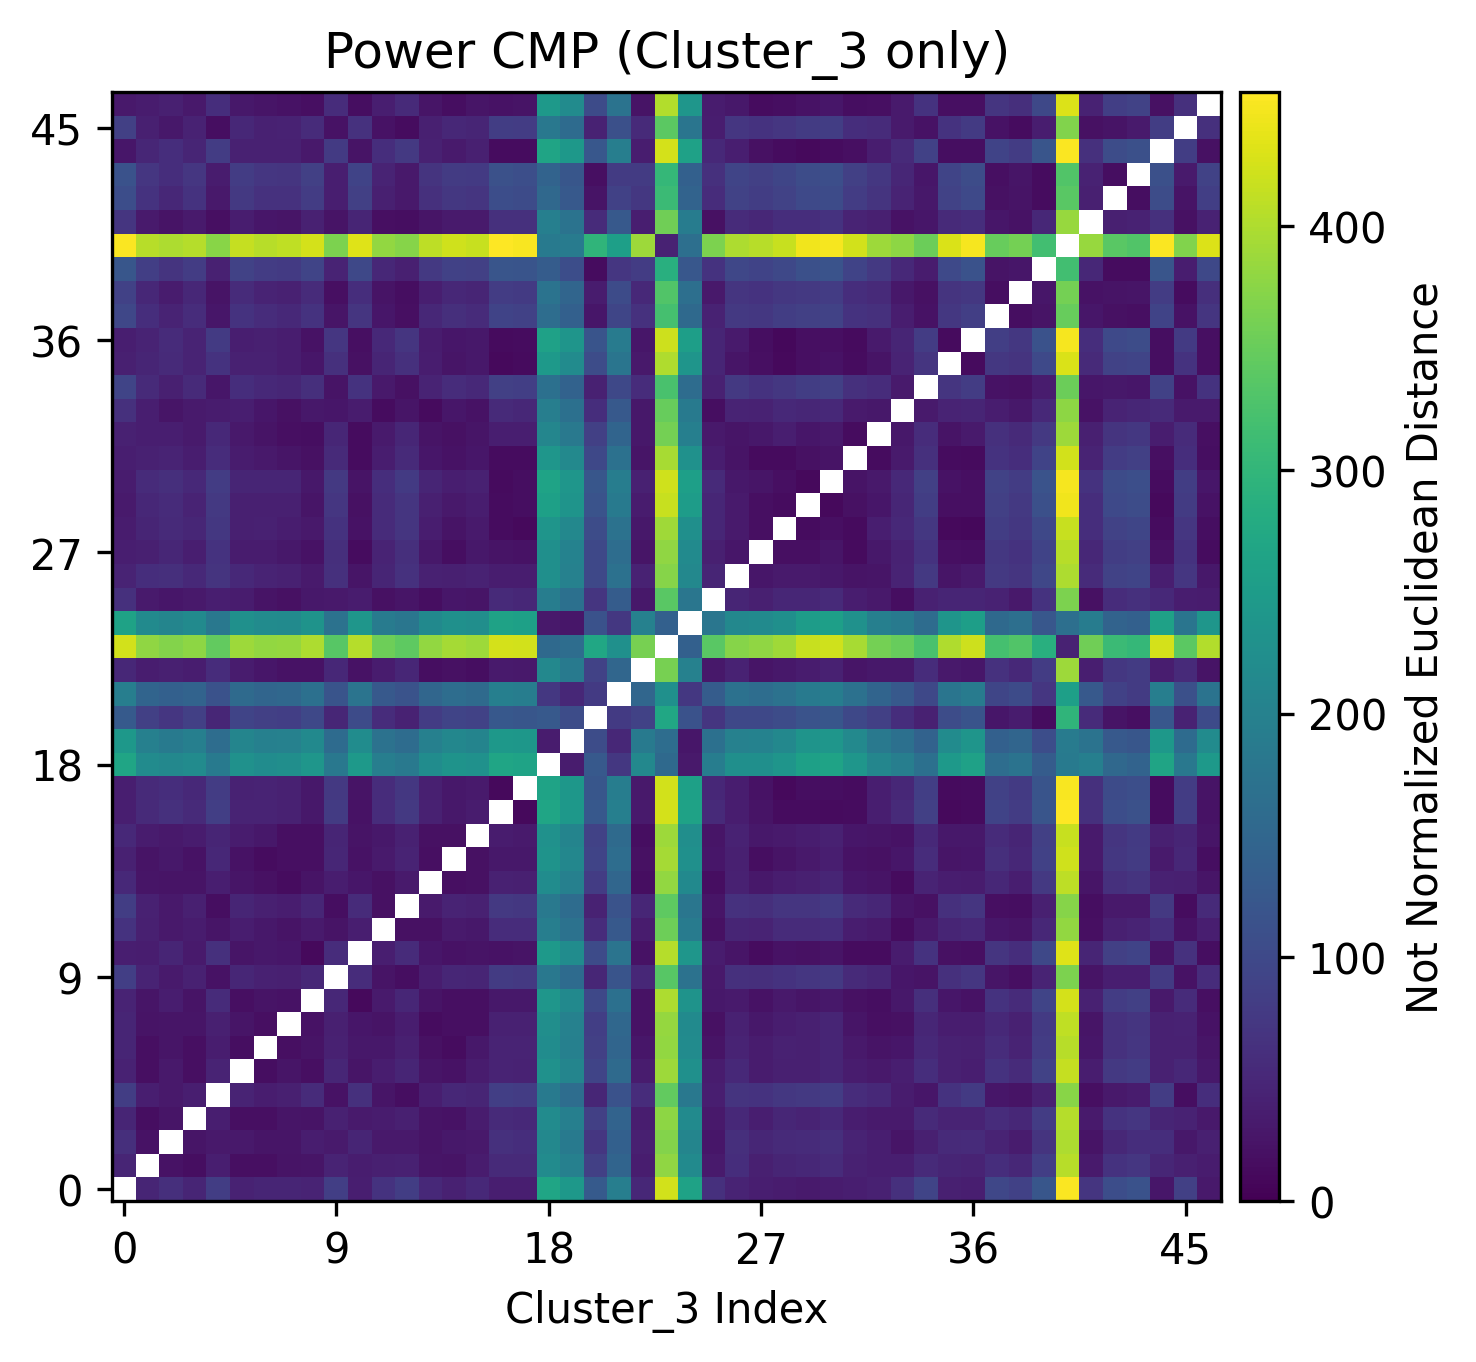 Power CMP (Cluster_3 only)
45
36
27
18
9
0
0 9 18 27 36 45
Cluster_3 Index
400
300
200
100
0
Not Normalized Euclidean Distance